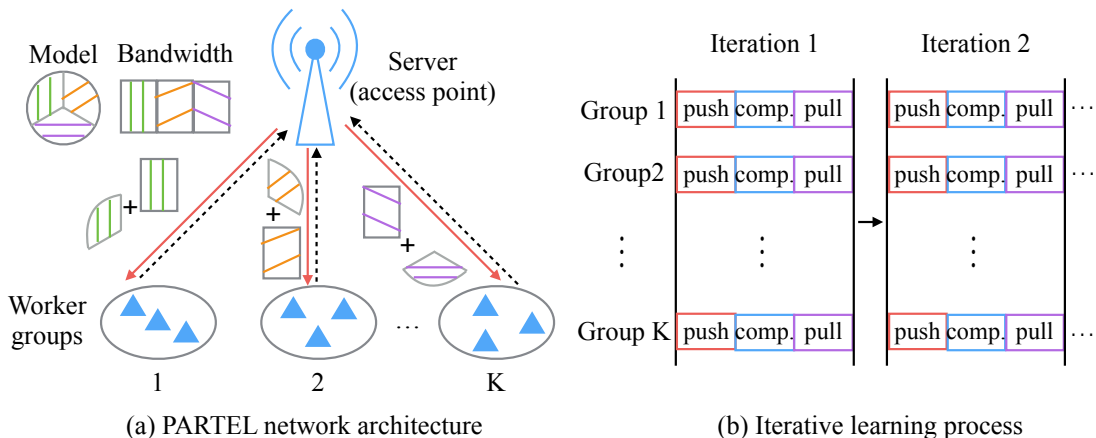 Model
Bandwidth
Server
(access point)
+
+
+
Worker
groups
...
1
2
K
(a) PARTEL network architecture
Iteration 1
Iteration 2
Group 1
push
comp.
pull
push
comp.
pull
...
Group2
push
comp.
pull
push
comp.
pull
...
Group K
push
comp.
pull
push
comp.
pull
...
(b) Iterative learning process